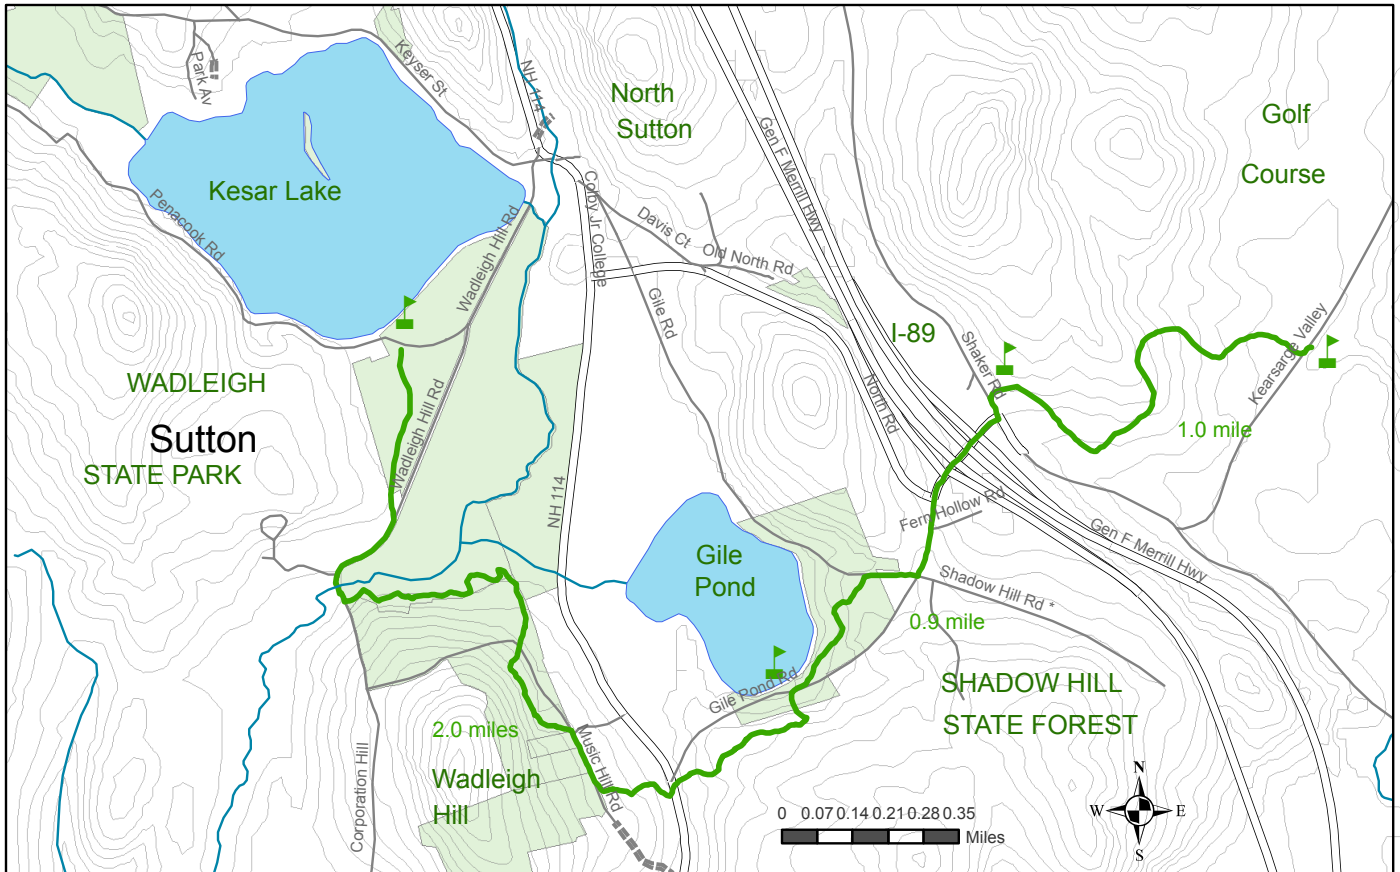 Park Av
Keyser St
NH 114
North
Sutton
Gen F Merrill Hwy
Golf
Course
Kesar Lake
Penacook Rd
Wadleigh Hill Rd
Colby Jr College
Davis Ct
Old North Rd
Gile Rd
I-89
Shaker Rd
Kearsarge Valley
WADLEIGH
Sutton
STATE PARK
Wadleigh Hill Rd
North Rd
1.0 mile
NH 114
Fern Hollow Rd
Gen F Merrill Hwy
Gile
Pond
Shadow Hill Rd *
0.9 mile
Gile Pond Rd
SHADOW HILL
STATE FOREST
2.0 miles
Music Hill Rd
Wadleigh
Hill
Corporation Hill
N
W E
S
0 0.07 0.14 0.21 0.28 0.35
Miles